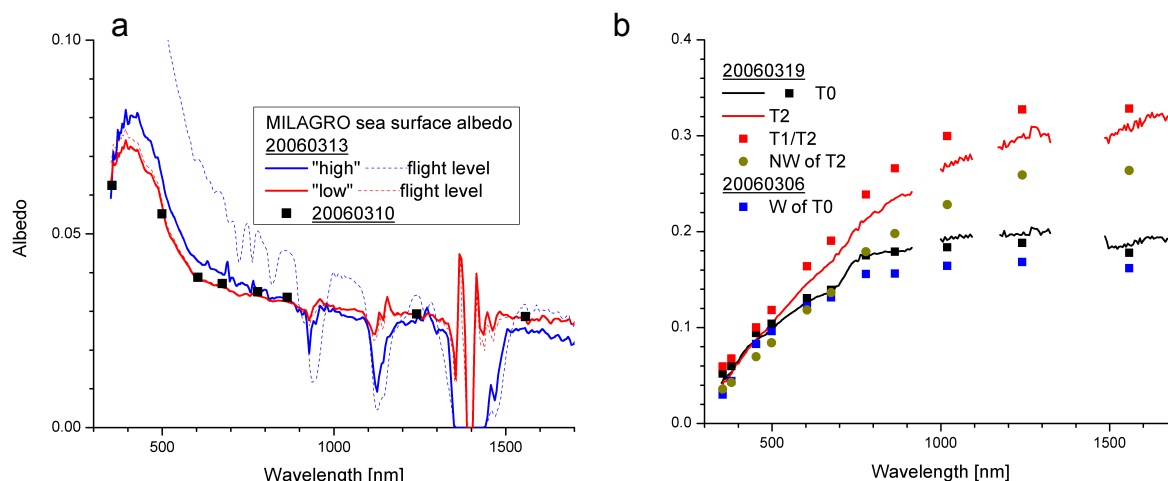 a
0.10
0.05
0.00
Albedo
MILAGRO sea surface albedo
20060313
"high" flight level
"low" flight level
20060310
500
1000
1500
Wavelength [nm]
b
0.4
0.3
0.2
0.1
0.0
20060319
T0
T2
T1/T2
NW of T2
20060306
W of T0
500
1000
1500
Wavelength [nm]